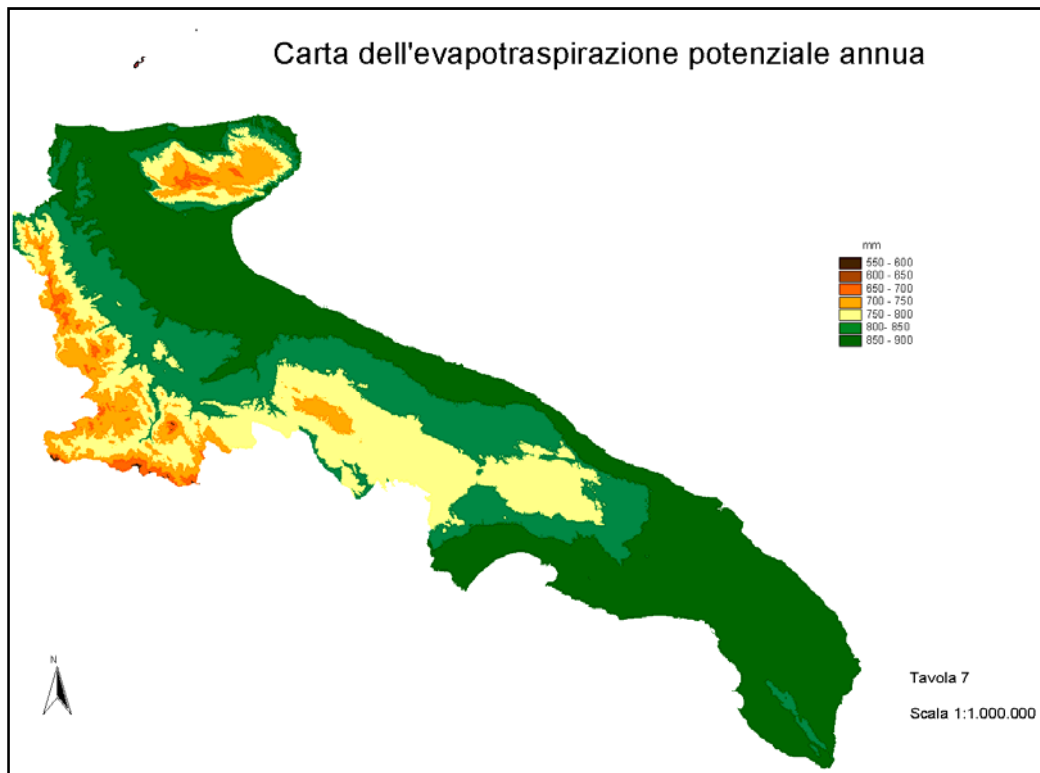 Carta dell'evapotraspirazione potenziale annua
mm
550 - 600
600 - 650
650 - 700
700 - 750
750 - 800
800- 850
850 - 900
N
Tavola 7
Scala 1:1.000.000